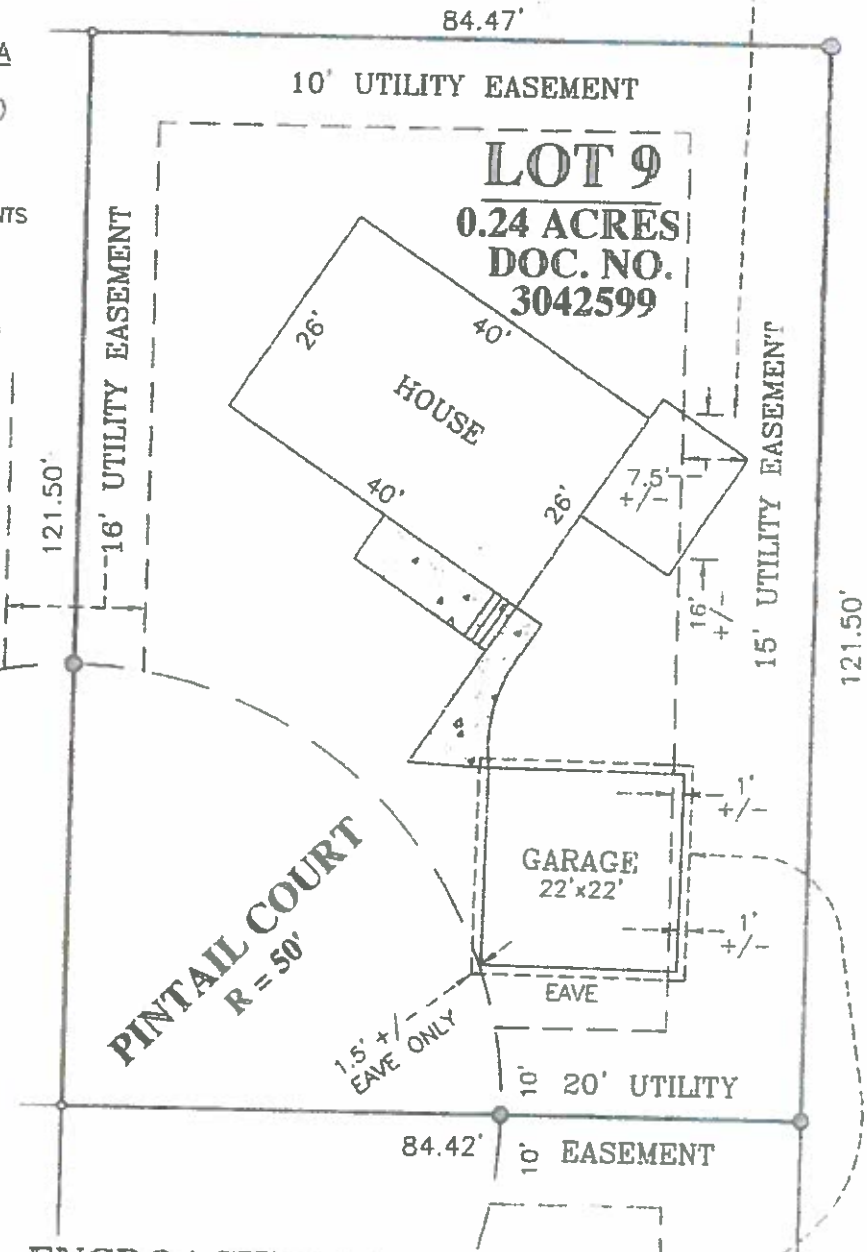 84.47'
A
10' UTILITY EASEMENT
)
LOT 9
0.24 ACRES
DOC. NO.
3042599
NTS
16' UTILITY EASEMENT
26'
40'
HOUSE
40'
26'
7.5'
+/-
15' UTILITY EASEMENT
121.50'
16'
+/-
121.50'
1'
+/-
GARAGE
22'x22'
1'
+/-
PINTAIL COURT
R = 50'
EAVE
1.5' +/-
EAVE ONLY
10'
20' UTILITY
84.42'
10'
EASEMENT